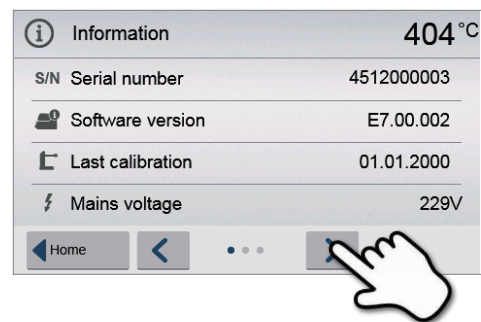 i Information 404 °C
S/N Serial number 4512000003
Software version E7.00.002
Last calibration 01.01.2000
Mains voltage 229V
Home